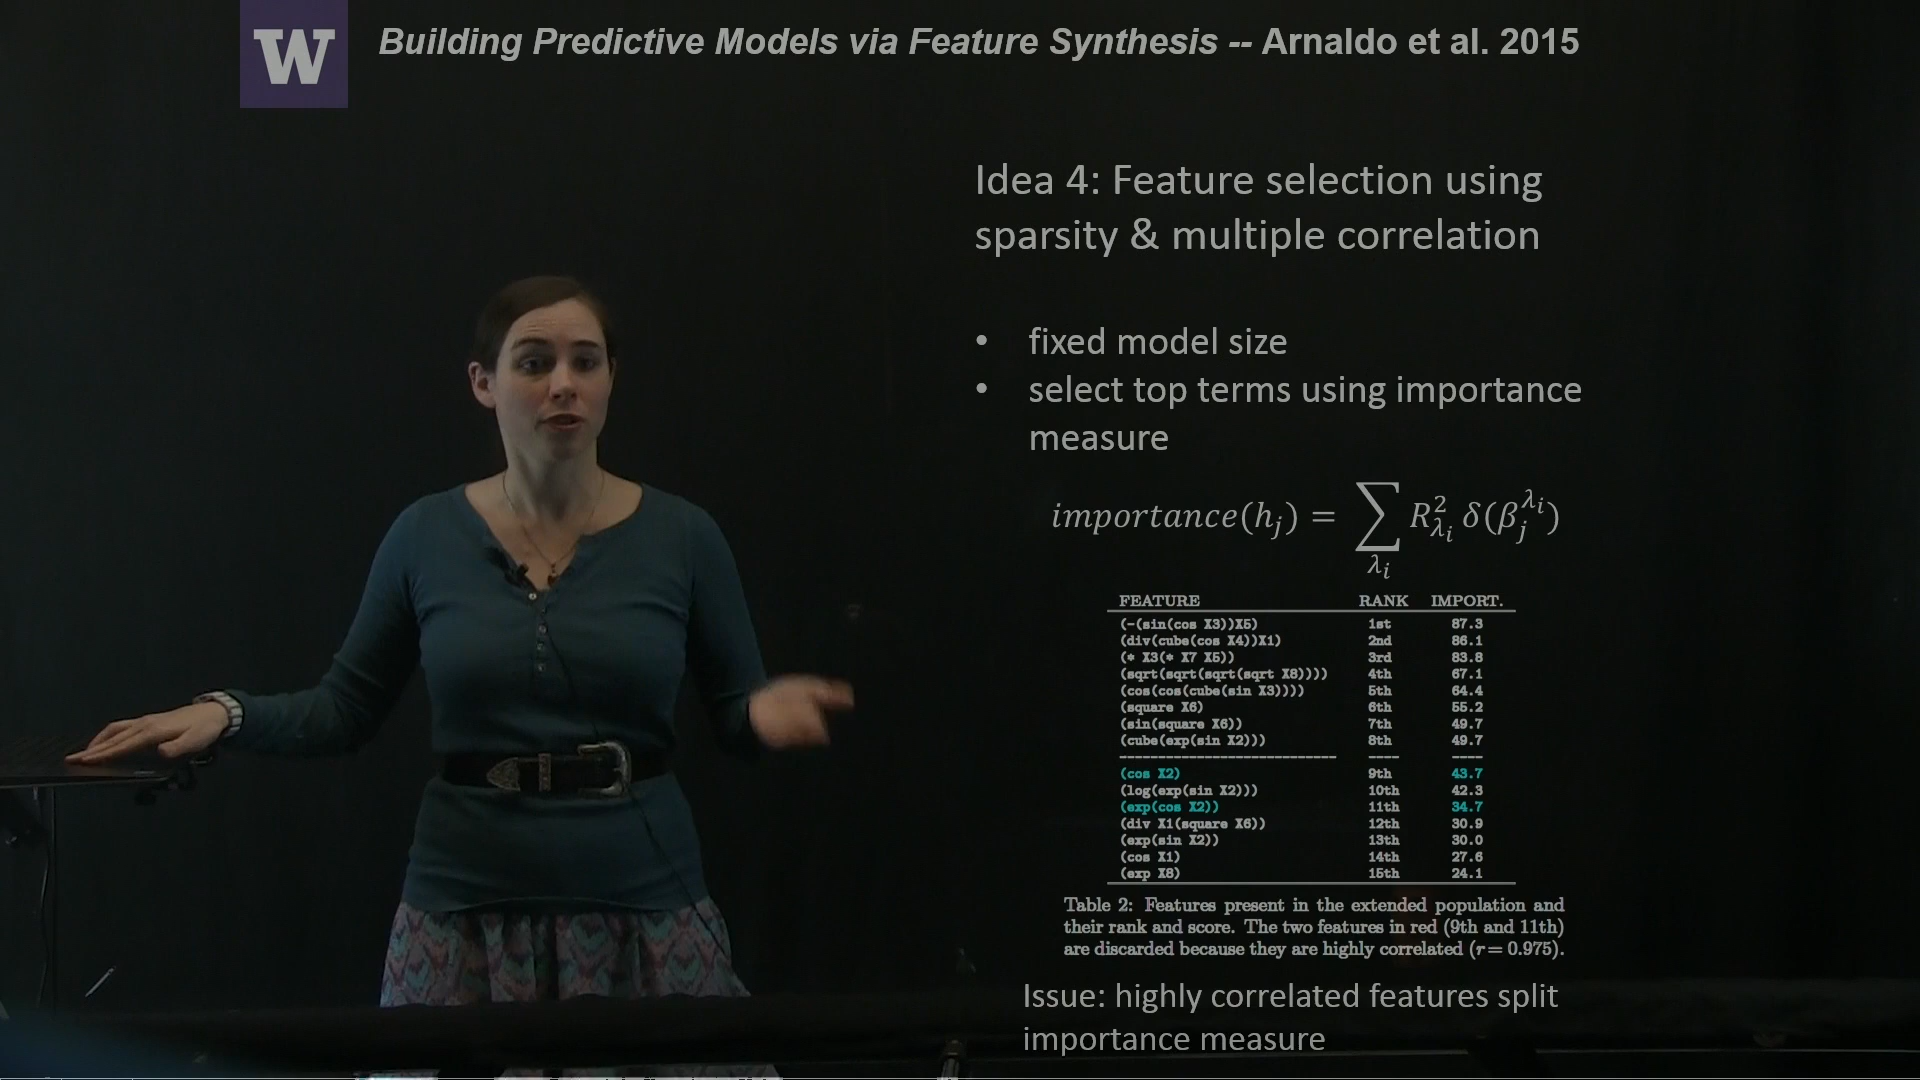 W
Building Predictive Models via Feature Synthesis -- Arnaldo et al. 2015
Idea 4: Feature selection using
sparsity & multiple correlation
• fixed model size
• select top terms using importance
measure
importance(h_j) = ∑_{λ_i} R²_{λ_i} δ(β_j^{λ_i})
FEATURE RANK IMPORT.
(-(sin(cos X3))X5) 1st 87.3
(div(cube(cos X4))X1) 2nd 86.1
(* X3(* X7 X5)) 3rd 83.8
(sqrt(sqrt(sqrt(sqrt X8)))) 4th 67.1
(cos(cos(cube(sin X3)))) 5th 64.4
(square X6) 6th 55.2
(sin(square X6)) 7th 49.7
(cube(exp(sin X2))) 8th 49.7
--------------------------- ---- ----
(cos X2) 9th 43.7
(log(exp(sin X2))) 10th 42.3
(exp(cos X2)) 11th 34.7
(div X1(square X6)) 12th 30.9
(exp(sin X2)) 13th 30.0
(cos X1) 14th 27.6
(exp X8) 15th 24.1
Table 2: Features present in the extended population and
their rank and score. The two features in red (9th and 11th)
are discarded because they are highly correlated (r = 0.975).
Issue: highly correlated features split
importance measure